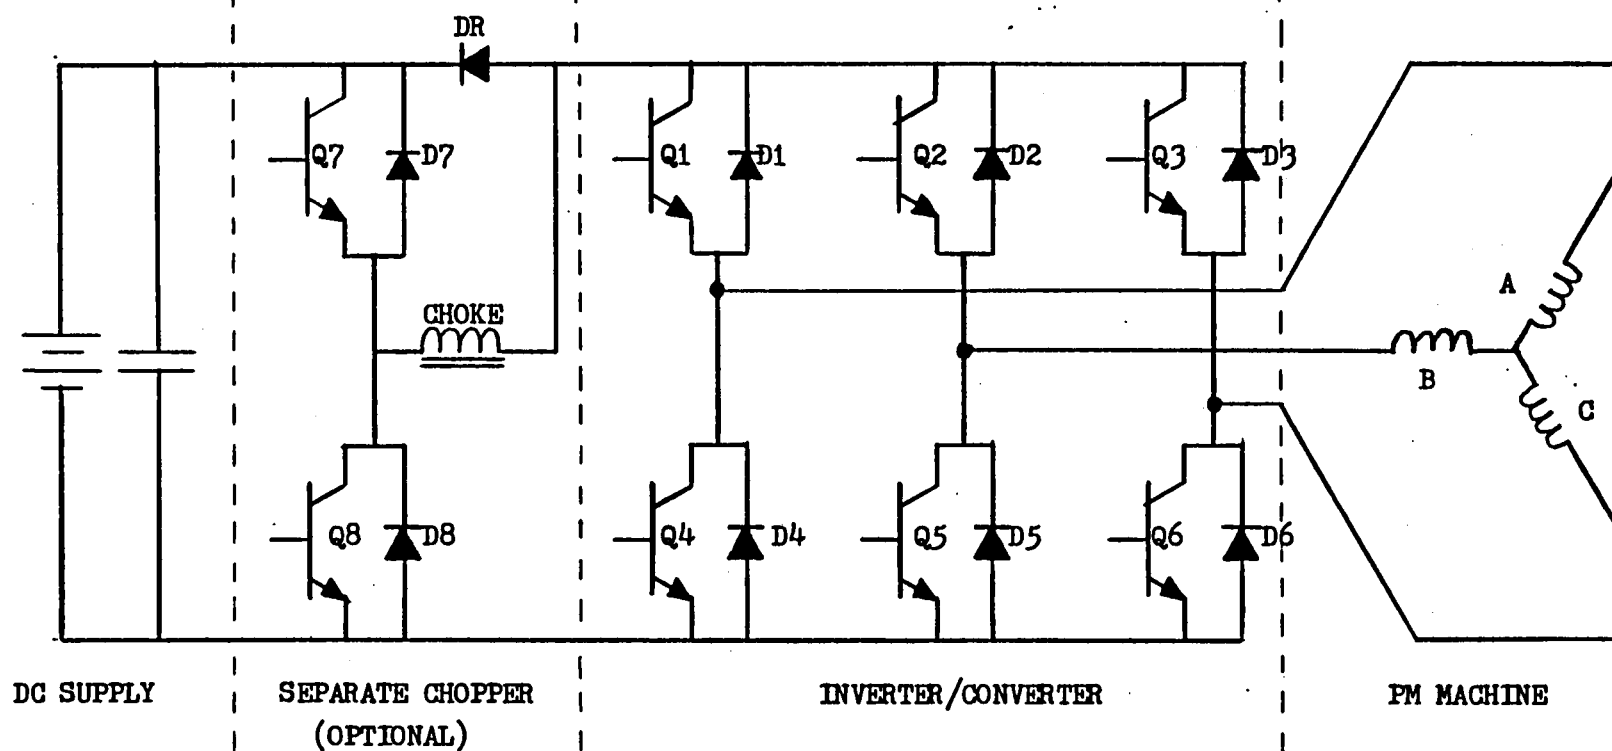 DR
Q7
D7
Q1
D1
Q2
D2
Q3
D3
CHOKE
A
B
C
Q8
D8
Q4
D4
Q5
D5
Q6
D6
DC SUPPLY
SEPARATE CHOPPER
(OPTIONAL)
INVERTER/CONVERTER
PM MACHINE